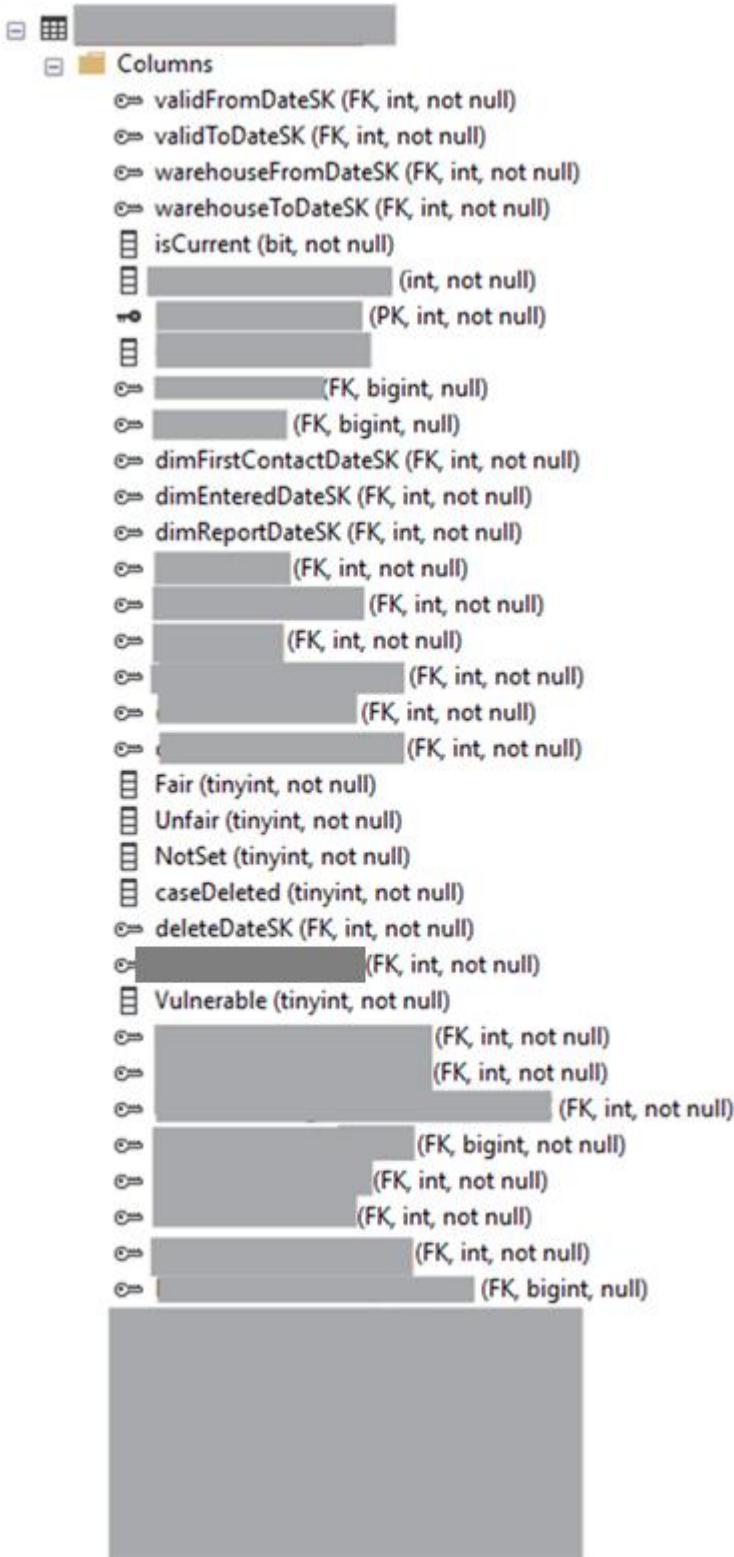 Columns
validFromDateSK (FK, int, not null)
validToDateSK (FK, int, not null)
warehouseFromDateSK (FK, int, not null)
warehouseToDateSK (FK, int, not null)
isCurrent (bit, not null)
(int, not null)
(PK, int, not null)
(FK, bigint, null)
(FK, bigint, null)
dimFirstContactDateSK (FK, int, not null)
dimEnteredDateSK (FK, int, not null)
dimReportDateSK (FK, int, not null)
(FK, int, not null)
(FK, int, not null)
(FK, int, not null)
(FK, int, not null)
(FK, int, not null)
(FK, int, not null)
Fair (tinyint, not null)
Unfair (tinyint, not null)
NotSet (tinyint, not null)
caseDeleted (tinyint, not null)
deleteDateSK (FK, int, not null)
(FK, int, not null)
Vulnerable (tinyint, not null)
(FK, int, not null)
(FK, int, not null)
(FK, int, not null)
(FK, bigint, not null)
(FK, int, not null)
(FK, int, not null)
(FK, int, not null)
(FK, bigint, null)